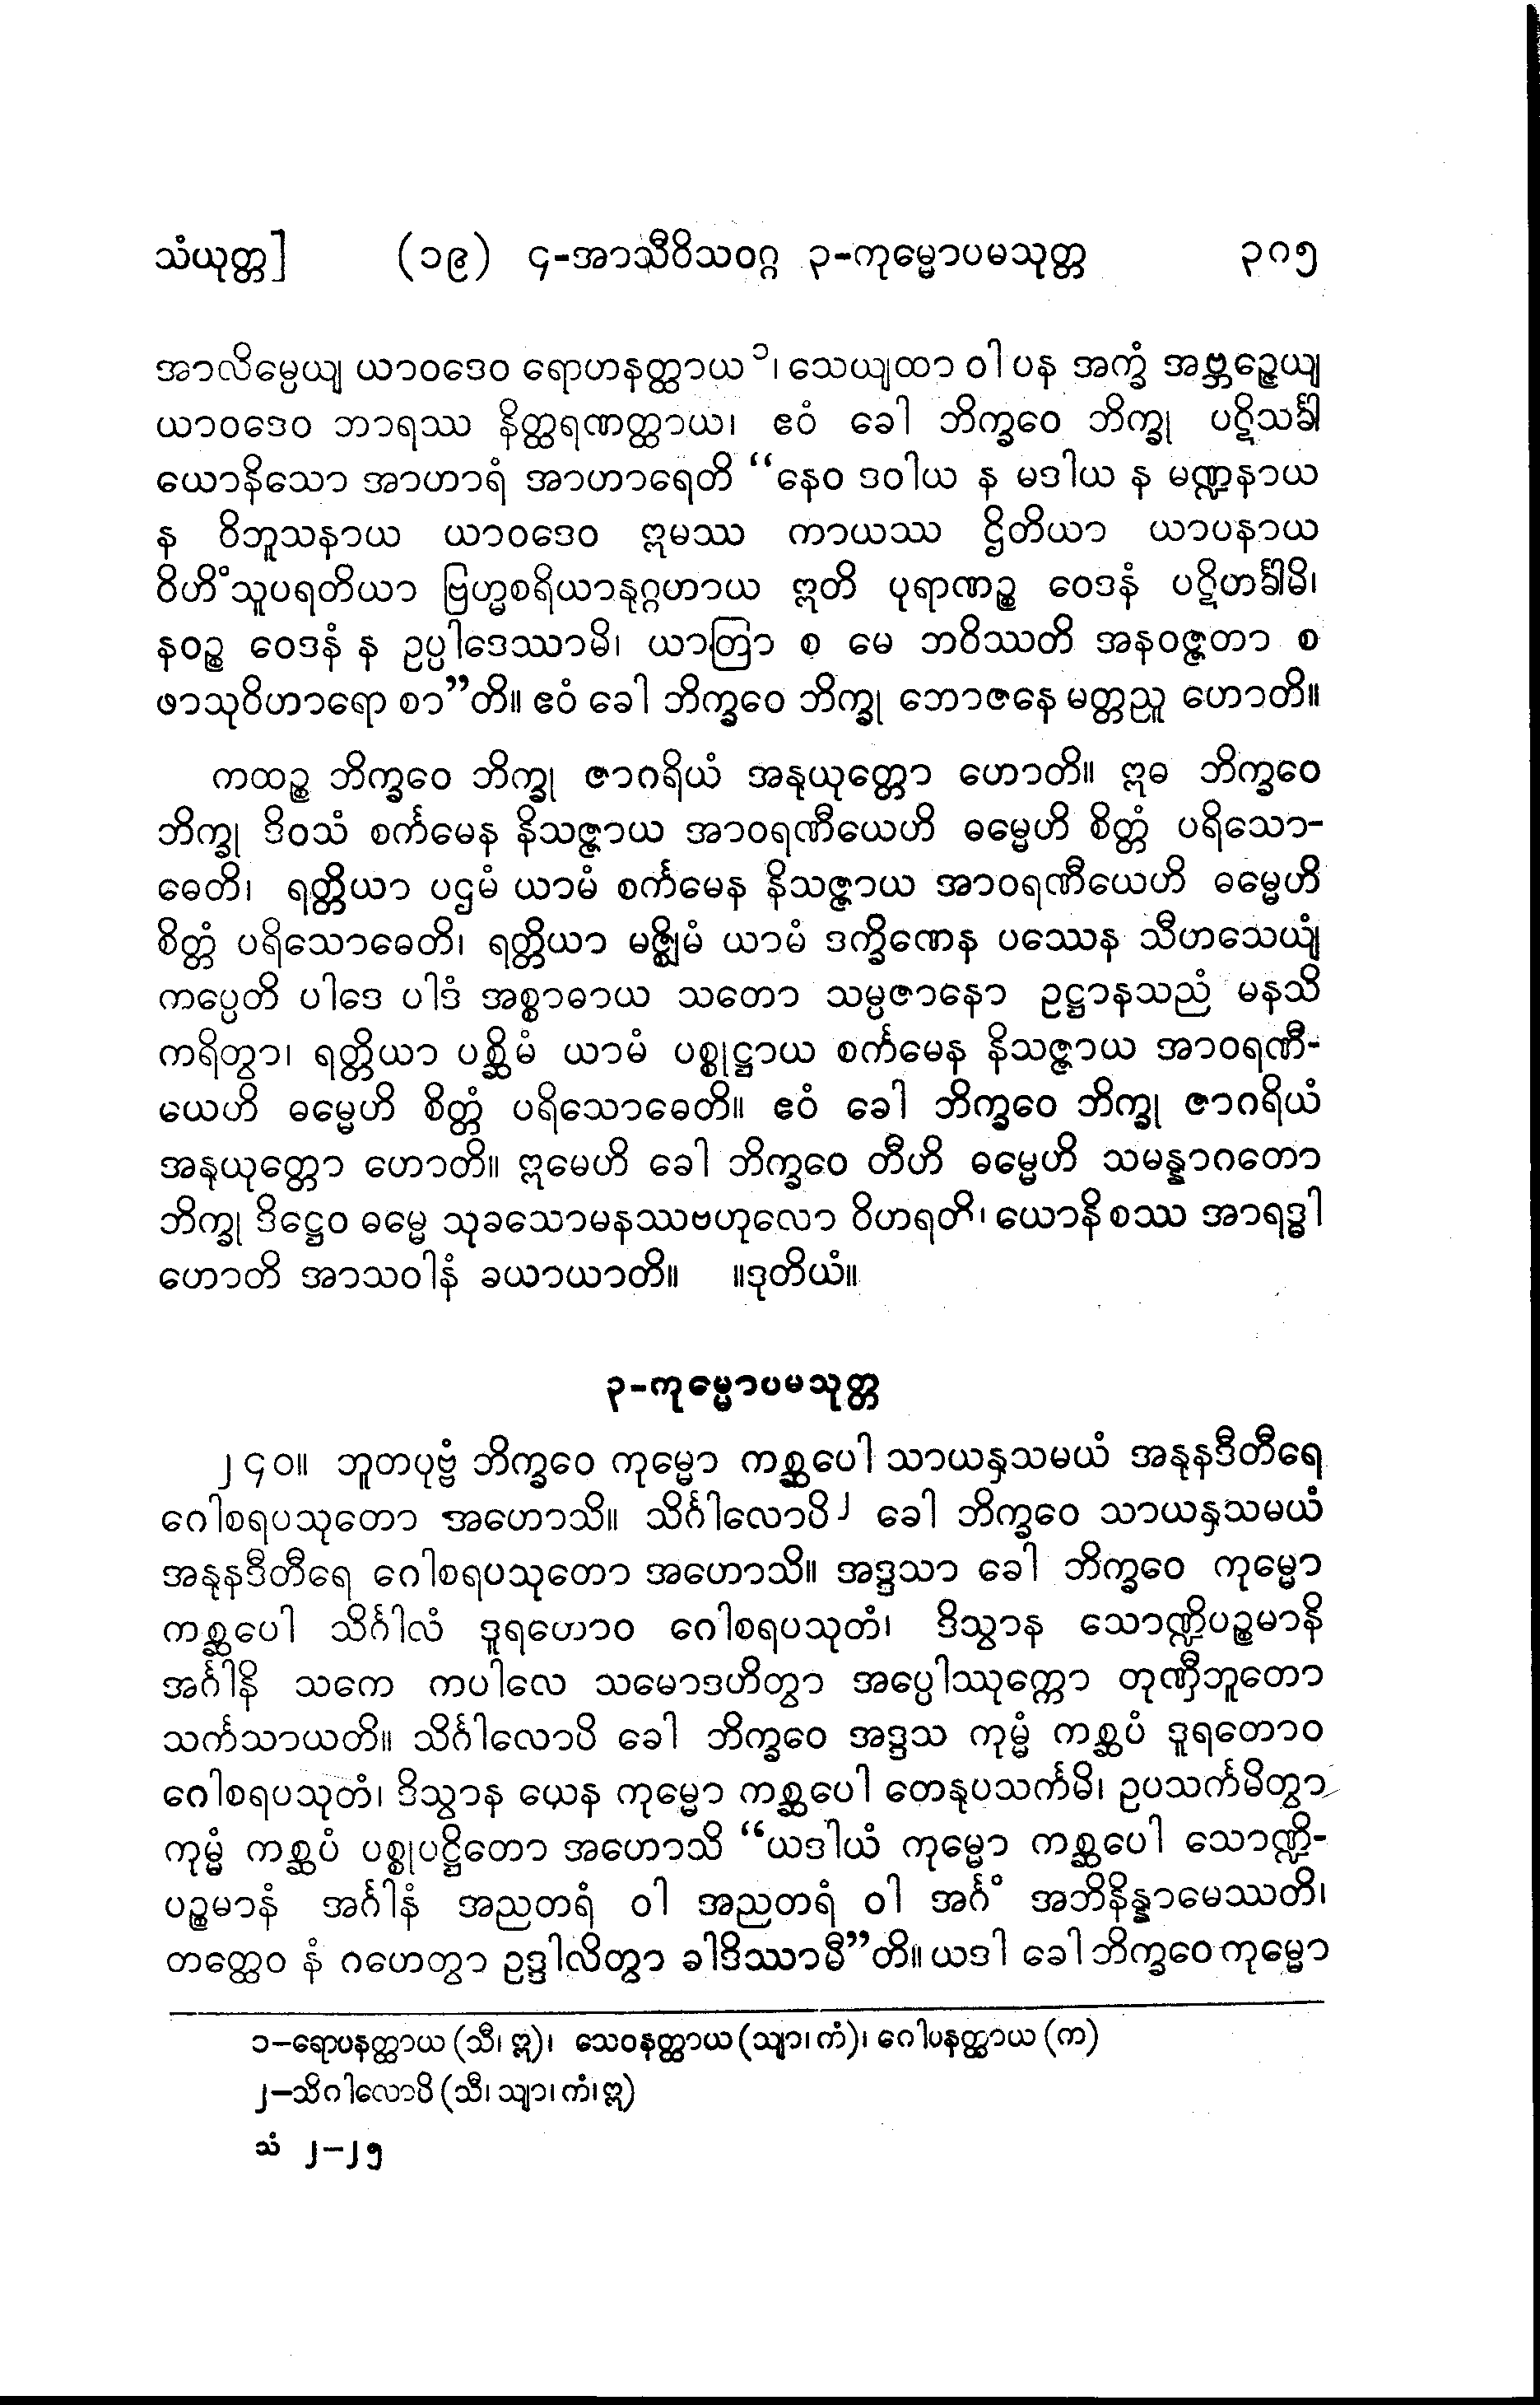 သံယုတ္တ] (၁၉) ၄-အာသီဝိသဝဂ္ဂ ၃-ကုမ္မောပမသုတ္တ ၃၈၅
အာလိမ္ပေယျ ယာဝဒေဝ ရောဟနတ္ထာယ၁၊ သေယျထာ ဝါ ပန အက္ခံ အဗ္ဘဉ္ဇေယျ
ယာဝဒေဝ ဘာရဿ နိတ္ထရဏတ္ထာယ၊ ဧဝံ ခေါ ဘိက္ခဝေ ဘိက္ခု ပဋိသင်္ခါ
ယောနိသော အာဟာရံ အာဟာရေတိ “နေဝ ဒဝါယ န မဒါယ န မဏ္ဍနာယ
န ဝိဘူသနာယ ယာဝဒေဝ ဣမဿ ကာယဿ ဌိတိယာ ယာပနာယ
ဝိဟိံသူပရတိယာ ဗြဟ္မစရိယာနုဂ္ဂဟာယ ဣတိ ပုရာဏဉ္စ ဝေဒနံ ပဋိဟင်္ခါမိ၊
နဝဉ္စ ဝေဒနံ န ဥပ္ပါဒေဿာမိ၊ ယာတြာ စ မေ ဘဝိဿတိ အနဝဇ္ဇတာ စ
ဖာသုဝိဟာရော စာ”တိ။ ဧဝံ ခေါ ဘိက္ခဝေ ဘိက္ခု ဘောဇနေ မတ္တညူ ဟောတိ။
ကထဉ္စ ဘိက္ခဝေ ဘိက္ခု ဇာဂရိယံ အနုယုတ္တော ဟောတိ။ ဣဓ ဘိက္ခဝေ
ဘိက္ခု ဒိဝသံ စင်္ကမေန နိသဇ္ဇာယ အာဝရဏီယေဟိ ဓမ္မေဟိ စိတ္တံ ပရိသော-
ဓေတိ၊ ရတ္တိယာ ပဌမံ ယာမံ စင်္ကမေန နိသဇ္ဇာယ အာဝရဏီယေဟိ ဓမ္မေဟိ
စိတ္တံ ပရိသောဓေတိ၊ ရတ္တိယာ မဇ္ဈိမံ ယာမံ ဒက္ခိဏေန ပဿေန သီဟသေယျံ
ကပ္ပေတိ ပါဒေ ပါဒံ အစ္စာဓာယ သတော သမ္ပဇာနော ဥဋ္ဌာနသညံ မနသိ
ကရိတွာ၊ ရတ္တိယာ ပစ္ဆိမံ ယာမံ ပစ္စုဋ္ဌာယ စင်္ကမေန နိသဇ္ဇာယ အာဝရဏီ-
ယေဟိ ဓမ္မေဟိ စိတ္တံ ပရိသောဓေတိ။ ဧဝံ ခေါ ဘိက္ခဝေ ဘိက္ခု ဇာဂရိယံ
အနုယုတ္တော ဟောတိ။ ဣမေဟိ ခေါ ဘိက္ခဝေ တီဟိ ဓမ္မေဟိ သမန္နာဂတော
ဘိက္ခု ဒိဋ္ဌေဝ ဓမ္မေ သုခသောမနဿဗဟုလော ဝိဟရတိ၊ ယောနိ စဿ အာရဒ္ဓါ
ဟောတိ အာသဝါနံ ခယာယာတိ။ ။ဒုတိယံ။
၃-ကုမ္မောပမသုတ္တ
၂၄၀။ ဘူတပုဗ္ဗံ ဘိက္ခဝေ ကုမ္မော ကစ္ဆပေါ သာယနှသမယံ အနုနဒီတီရေ
ဂေါစရပသုတော အဟောသိ။ သိင်္ဂါလောပိ၂ ခေါ ဘိက္ခဝေ သာယနှသမယံ
အနုနဒီတီရေ ဂေါစရပသုတော အဟောသိ။ အဒ္ဒသာ ခေါ ဘိက္ခဝေ ကုမ္မော
ကစ္ဆပေါ သိင်္ဂါလံ ဒူရတောဝ ဂေါစရပသုတံ၊ ဒိသွာန သောဏ္ဍိပဉ္စမာနိ
အင်္ဂါနိ သကေ ကပါလေ သမောဒဟိတွာ အပ္ပေါဿုက္ကော တုဏှီဘူတော
သင်္ကသာယတိ။ သိင်္ဂါလောပိ ခေါ ဘိက္ခဝေ အဒ္ဒသ ကုမ္မံ ကစ္ဆပံ ဒူရတောဝ
ဂေါစရပသုတံ၊ ဒိသွာန ယေန ကုမ္မော ကစ္ဆပေါ တေနုပသင်္ကမိ၊ ဥပသင်္ကမိတွာ
ကုမ္မံ ကစ္ဆပံ ပစ္စုပဋ္ဌိတော အဟောသိ “ယဒါယံ ကုမ္မော ကစ္ဆပေါ သောဏ္ဍိ-
ပဉ္စမာနံ အင်္ဂါနံ အညတရံ ဝါ အညတရံ ဝါ အင်္ဂံ အဘိနိန္နာမေဿတိ၊
တတ္ထေဝ နံ ဂဟေတွာ ဥဒ္ဒါလိတွာ ခါဒိဿာမီ”တိ။ ယဒါ ခေါ ဘိက္ခဝေ ကုမ္မော
၁–ရောပနတ္ထာယ (သီ၊ ဣ)၊ သေဝနတ္ထာယ (သျာ၊ ကံ)၊ ဂေါပနတ္ထာယ (က)
၂–သိဂါလောပိ (သီ၊ သျာ၊ ကံ၊ ဣ)
သံ ၂–၂၅